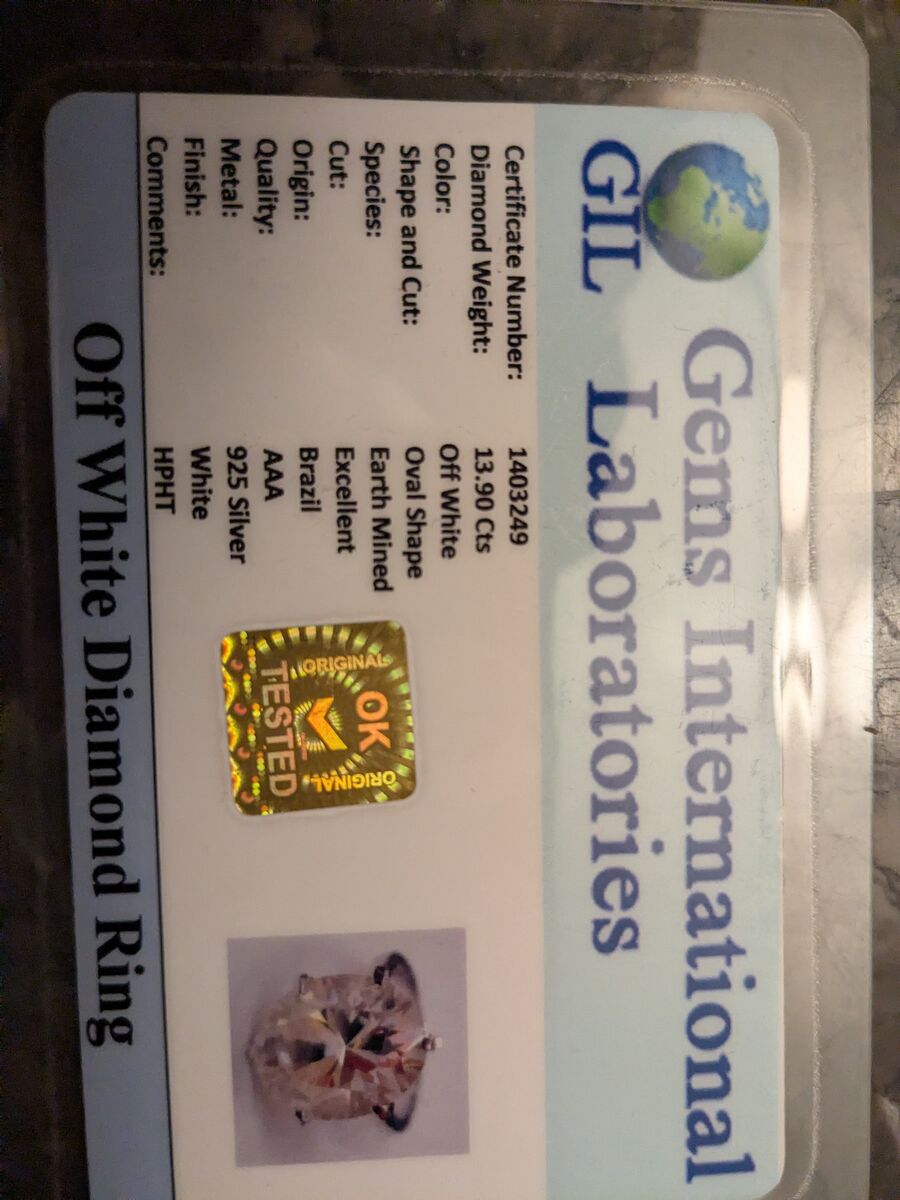 Gems International
GIL Laboratories
Certificate Number: 1403249
Diamond Weight: 13.90 Cts
Color: Off White
Shape and Cut: Oval Shape
Species: Earth Mined
Cut: Excellent
Origin: Brazil
Quality: AAA
Metal: 925 Silver
Finish: White
Comments: HPHT
OK
ORIGINAL
ORIGINAL
TESTED
Off White Diamond Ring